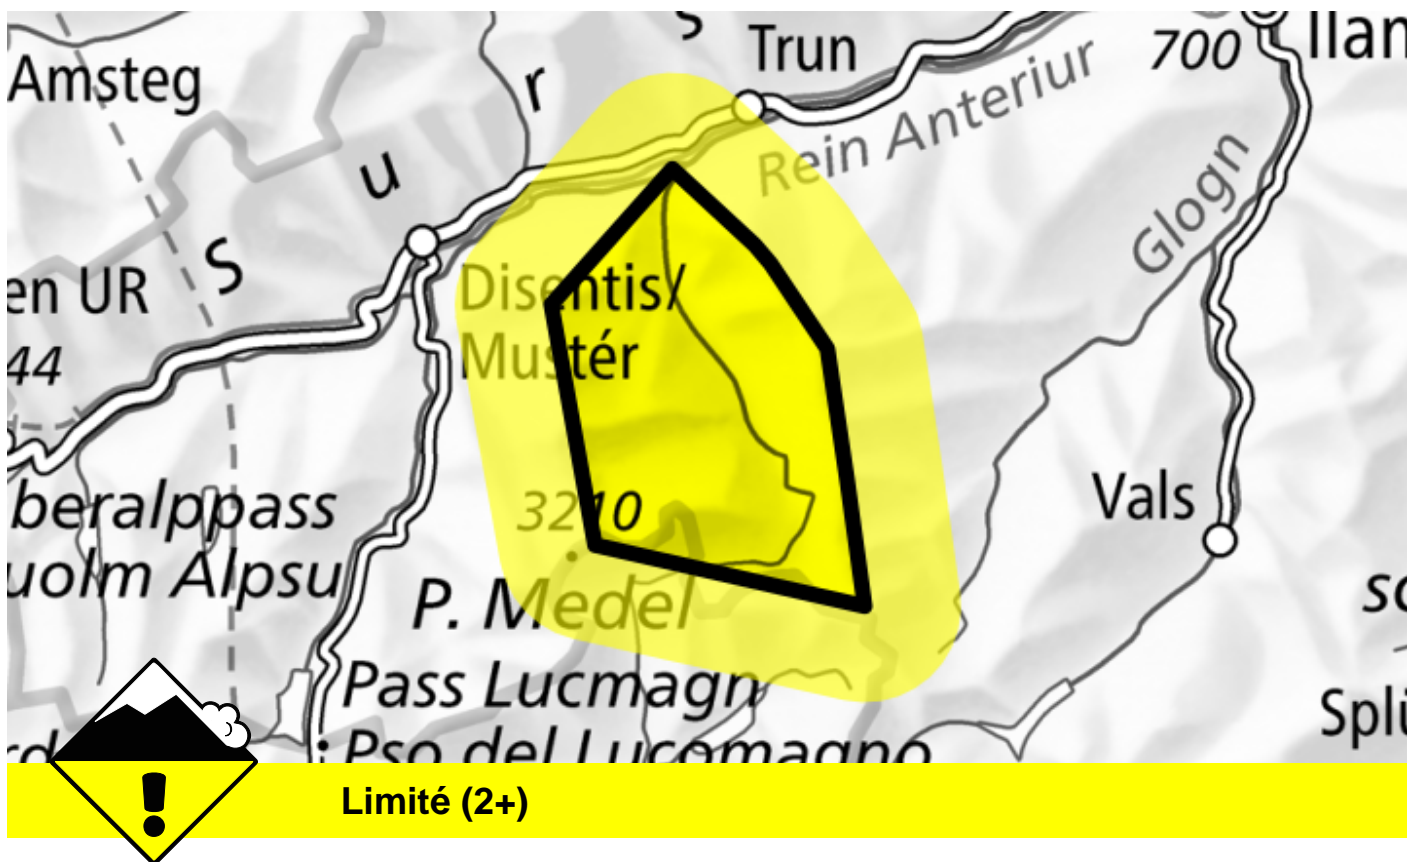 s
Trun
Ilan
Amsteg
r
700
Rein Anteriur
u
Glogn
S
en UR
Disentis/
Mustér
44
beralppass
3210
Vals
uolm Alpsu
P. Medel
Pass Lucmagn
Splü
Pso del Lucomagno
Limité (2+)